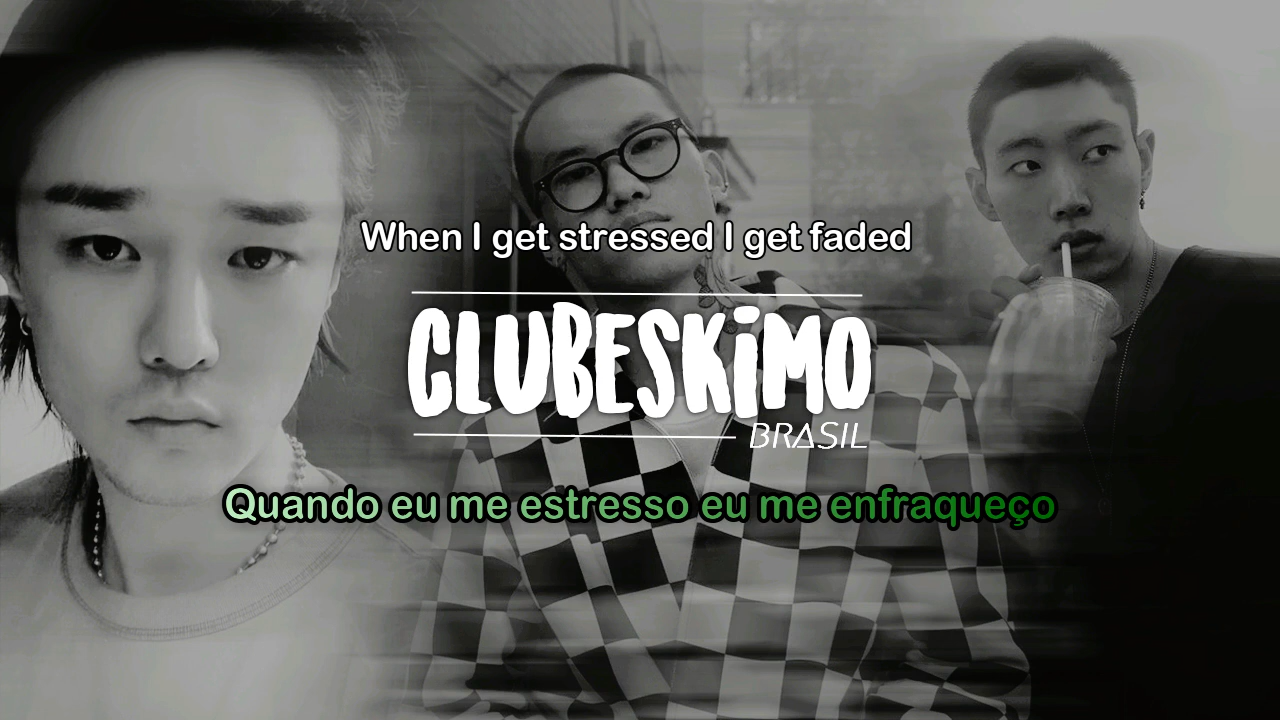 When I get stressed I get faded
CLUBESKiMO
BRASIL
Quando eu me estresso eu me enfraqueço